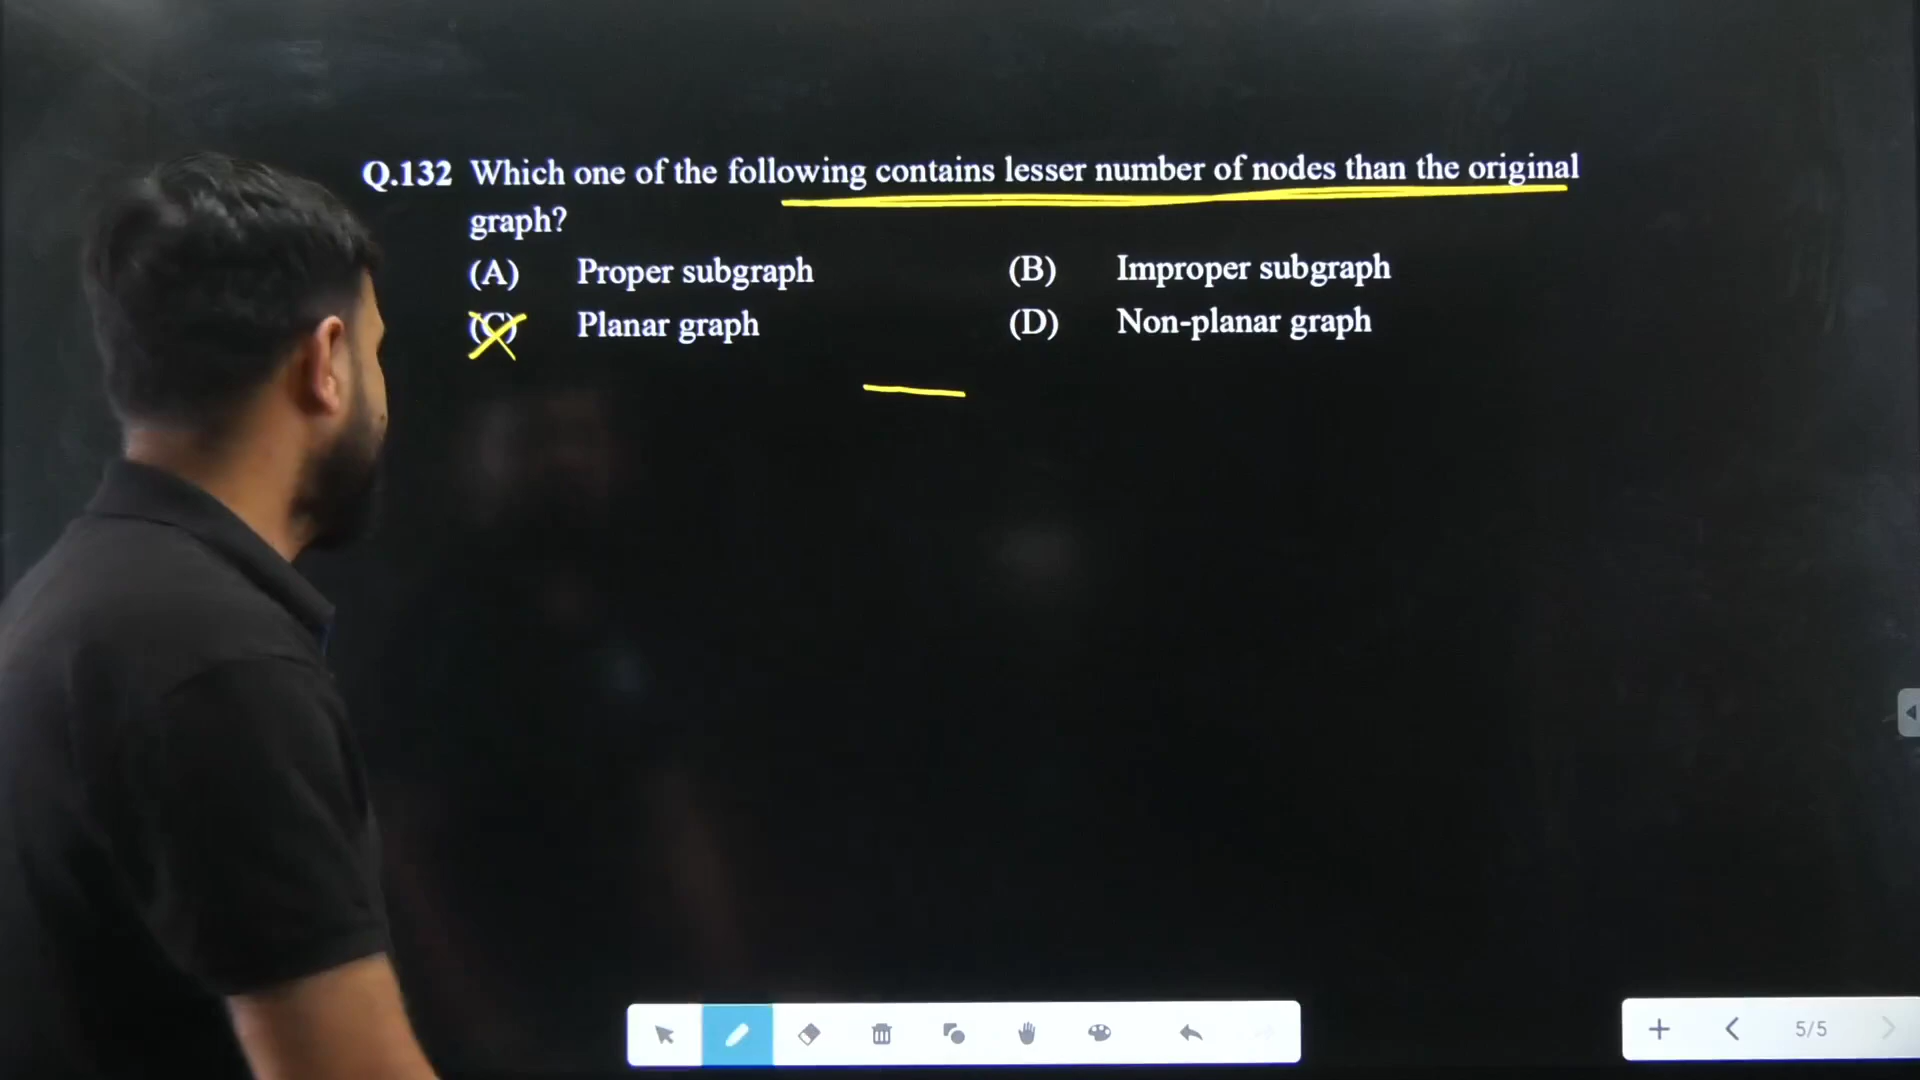 Q.132 Which one of the following contains lesser number of nodes than the original
graph?
(A) Proper subgraph (B) Improper subgraph
(C) Planar graph (D) Non-planar graph
5/5